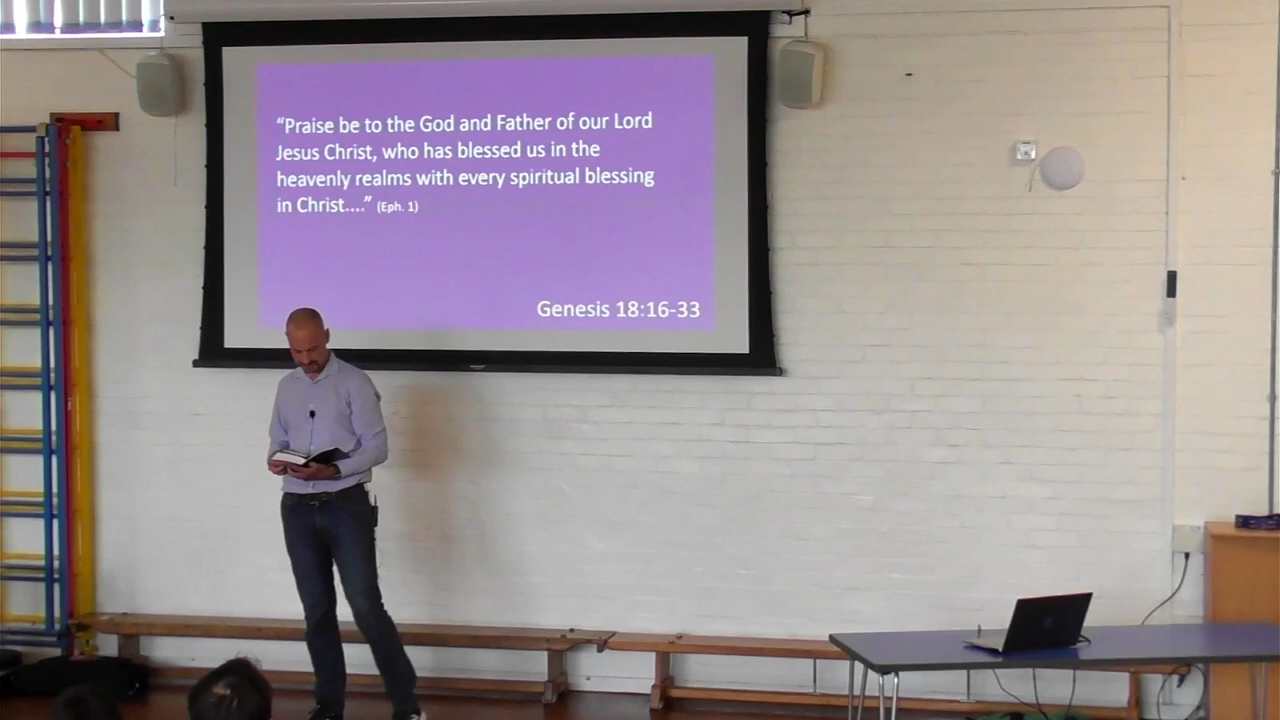 “Praise be to the God and Father of our Lord
Jesus Christ, who has blessed us in the
heavenly realms with every spiritual blessing
in Christ....” (Eph. 1)
Genesis 18:16-33